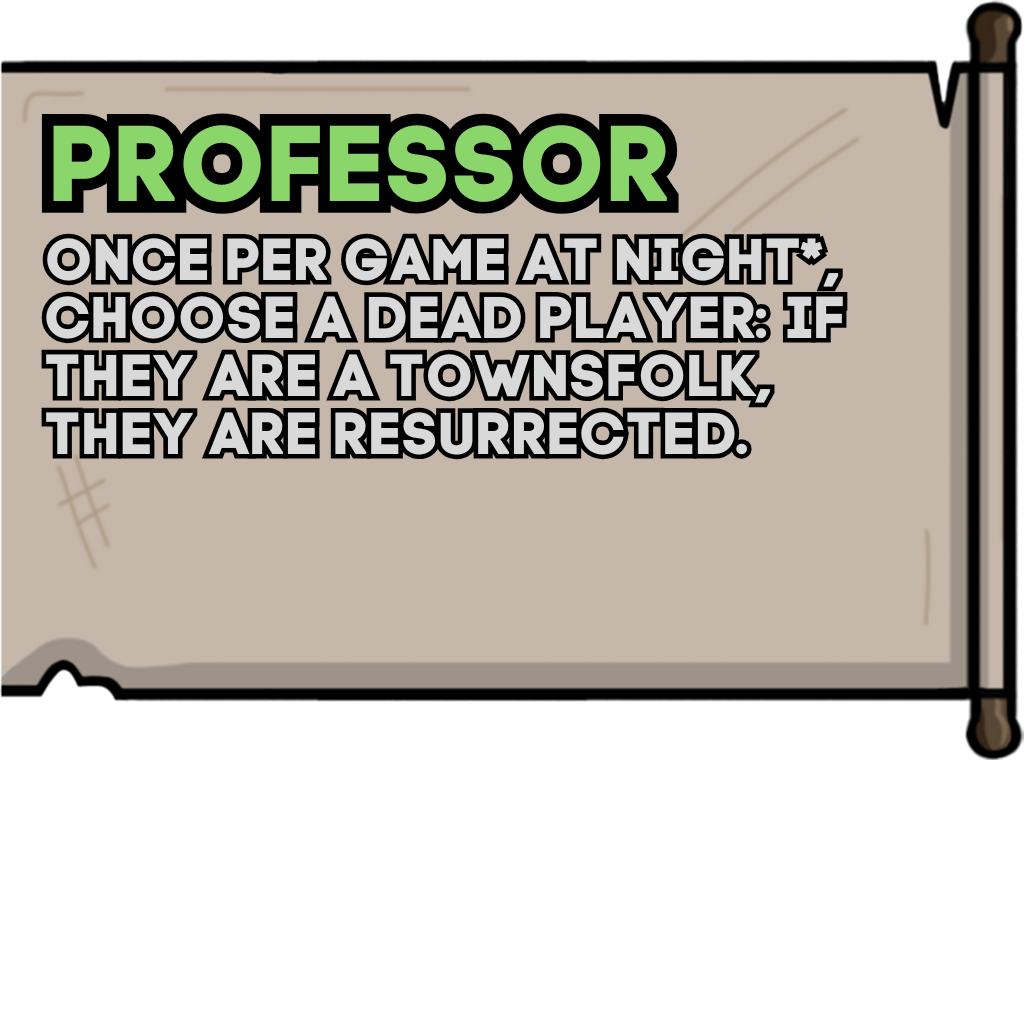 PROFESSOR
ONCE PER GAME AT NIGHT*,
CHOOSE A DEAD PLAYER: IF
THEY ARE A TOWNSFOLK,
THEY ARE RESURRECTED.